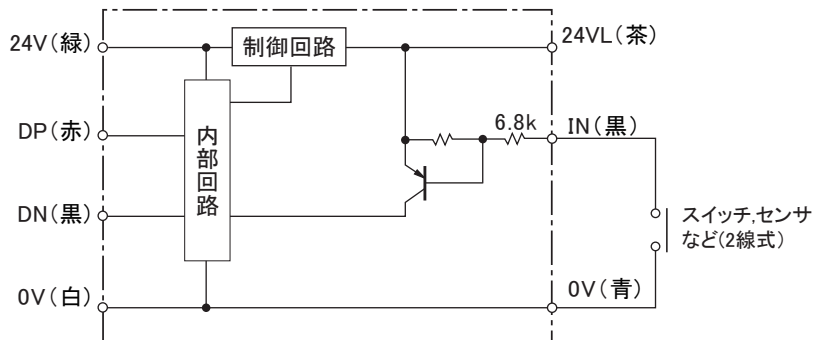 24V(緑)
制御回路
24VL(茶)
DP(赤)
内部回路
6.8k
IN(黒)
DN(黒)
スイッチ,センサ
など(2線式)
0V(白)
0V(青)